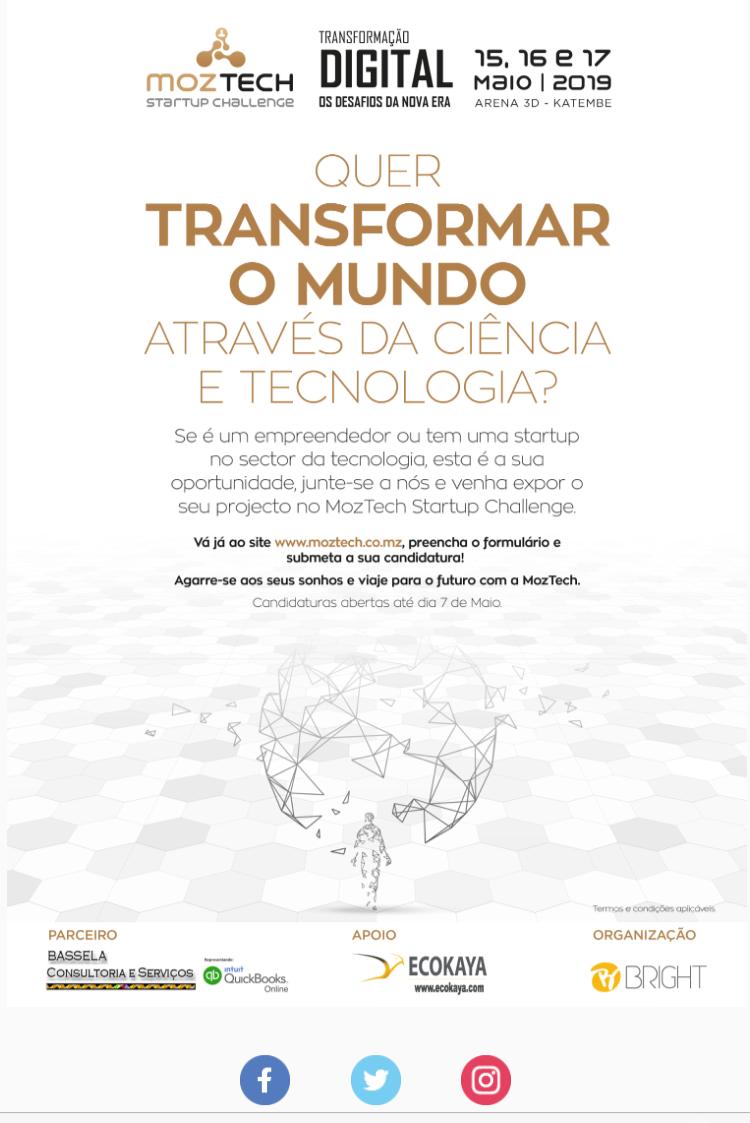 MOZTECH
STARTUP CHALLENGE
TRANSFORMAÇÃO
DIGITAL
OS DESAFIOS DA NOVA ERA
15, 16 e 17
MAIO | 2019
ARENA 3D - KATEMBE
QUER
TRANSFORMAR
O MUNDO
ATRAVÉS DA CIÊNCIA
E TECNOLOGIA?
Se é um empreendedor ou tem uma startup
no sector da tecnologia, esta é a sua
oportunidade, junte-se a nós e venha expor o
seu projecto no MozTech Startup Challenge.
Vá já ao site www.moztech.co.mz, preencha o formulário e
submeta a sua candidatura!
Agarre-se aos seus sonhos e viaje para o futuro com a MozTech.
Candidaturas abertas até dia 7 de Maio.
Termos e condições aplicáveis.
PARCEIRO
BASSELA
CONSULTORIA E SERVIÇOS
Representando:
qb
intuit
QuickBooks.
Online
APOIO
ECOKAYA
www.ecokaya.com
ORGANIZAÇÃO
BRIGHT